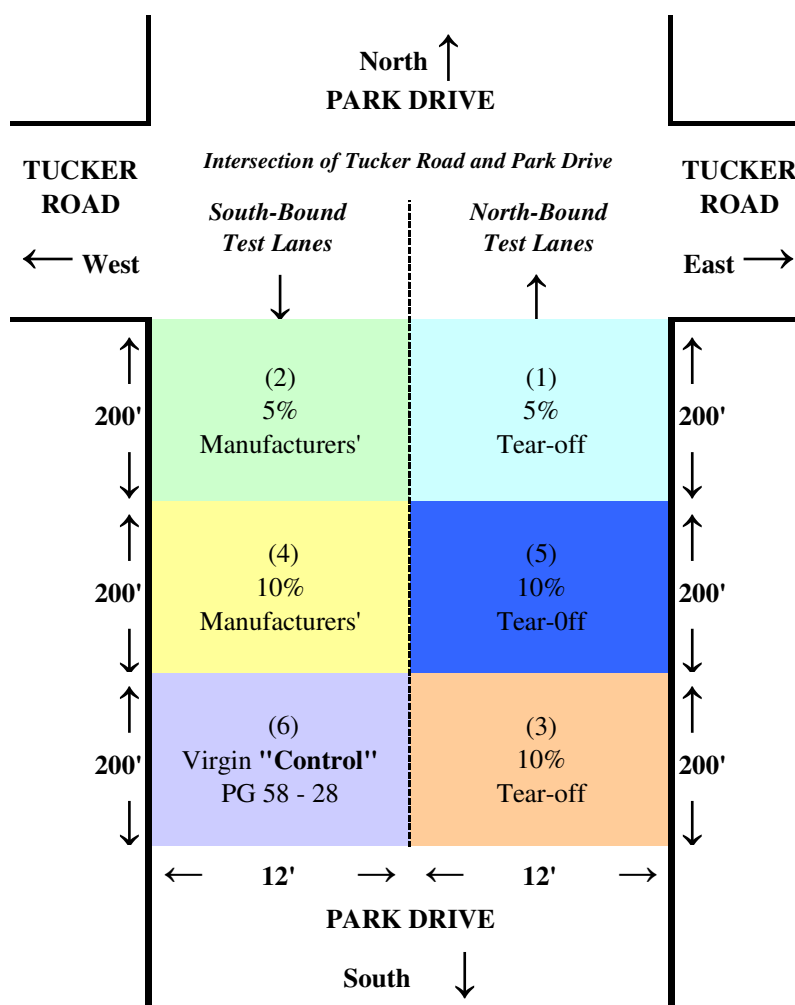 North ↑
PARK DRIVE
TUCKER
ROAD
← West
Intersection of Tucker Road and Park Drive
South-Bound
Test Lanes
↓
North-Bound
Test Lanes
↑
TUCKER
ROAD
East →
200'
(2)
5%
Manufacturers'
(1)
5%
Tear-off
200'
200'
(4)
10%
Manufacturers'
(5)
10%
Tear-0ff
200'
200'
(6)
Virgin "Control"
PG 58 - 28
(3)
10%
Tear-off
200'
← 12' →
← 12' →
PARK DRIVE
South ↓